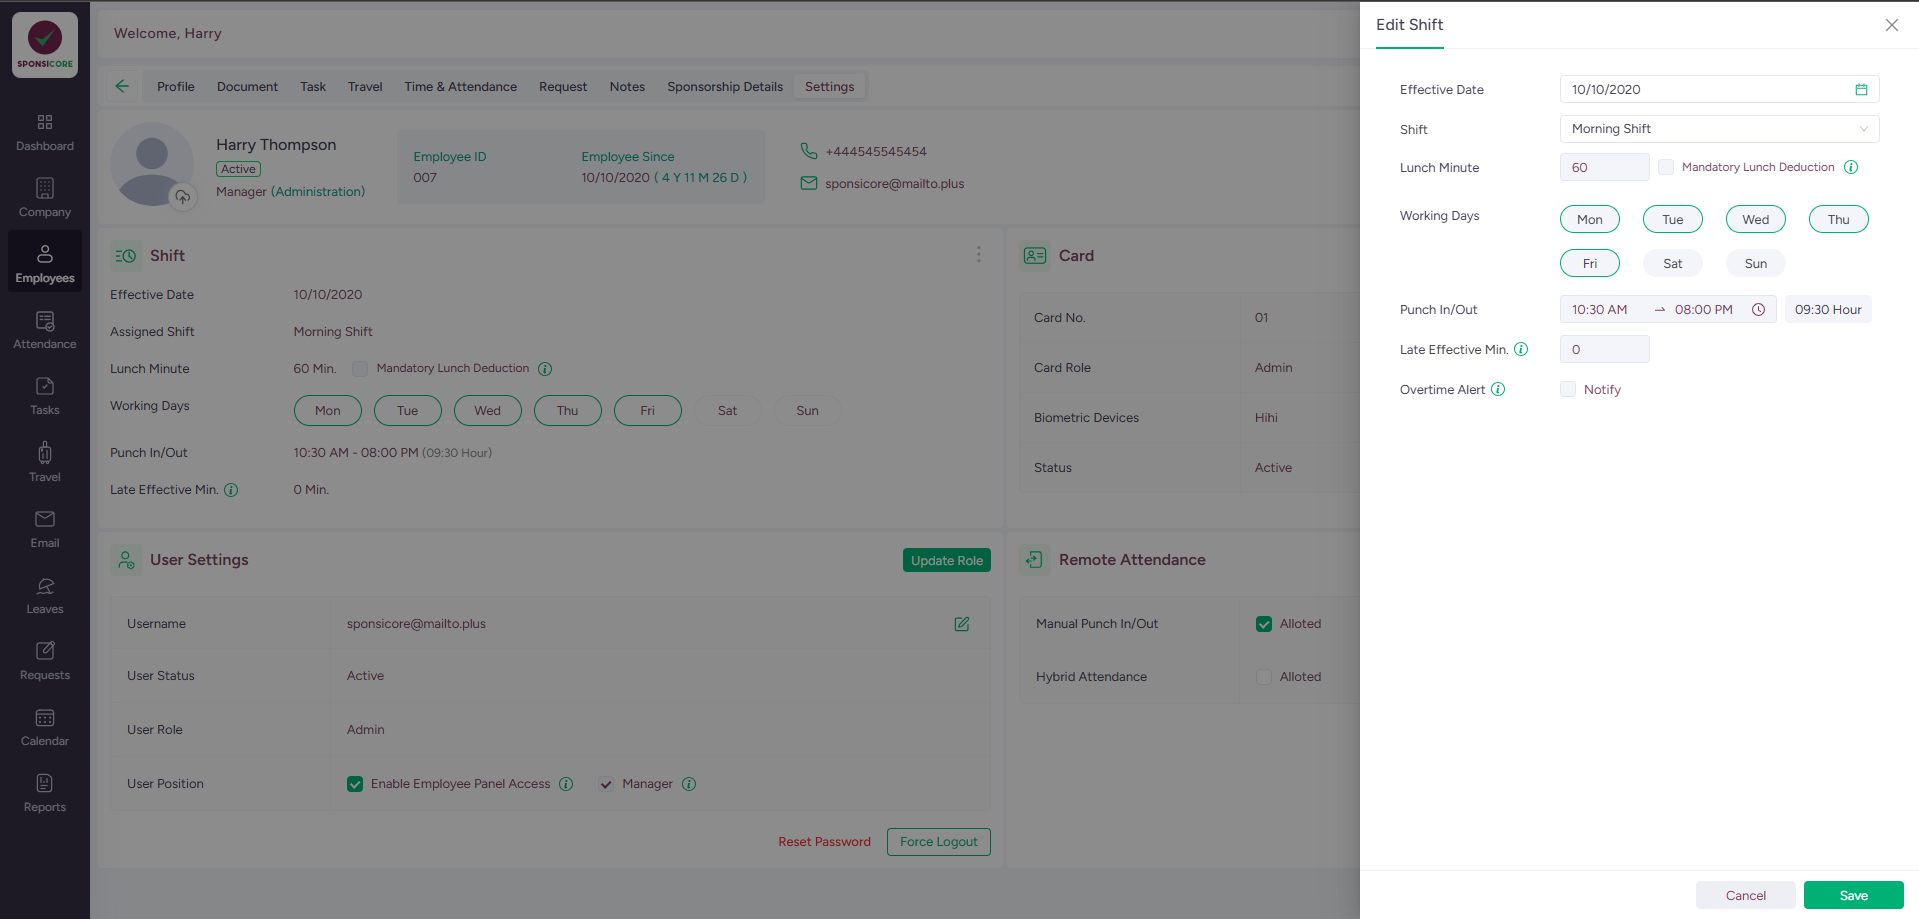 SPONSICORE
Dashboard
Company
Employees
Attendance
Tasks
Travel
Email
Leaves
Requests
Calendar
Reports
Welcome, Harry
Profile Document Task Travel Time & Attendance Request Notes Sponsorship Details Settings
Harry Thompson
Active
Manager (Administration)
Employee ID
007
Employee Since
10/10/2020 ( 4 Y 11 M 26 D )
+444545545454
sponsicore@mailto.plus
Shift
Effective Date 10/10/2020
Assigned Shift Morning Shift
Lunch Minute 60 Min. Mandatory Lunch Deduction
Working Days Mon Tue Wed Thu Fri Sat Sun
Punch In/Out 10:30 AM - 08:00 PM (09:30 Hour)
Late Effective Min. 0 Min.
Card
Card No. 01
Card Role Admin
Biometric Devices Hihi
Status Active
User Settings Update Role
Username sponsicore@mailto.plus
User Status Active
User Role Admin
User Position Enable Employee Panel Access Manager
Reset Password Force Logout
Remote Attendance
Manual Punch In/Out Alloted
Hybrid Attendance Alloted
Edit Shift
Effective Date 10/10/2020
Shift Morning Shift
Lunch Minute 60 Mandatory Lunch Deduction
Working Days Mon Tue Wed Thu
Fri Sat Sun
Punch In/Out 10:30 AM → 08:00 PM 09:30 Hour
Late Effective Min. 0
Overtime Alert Notify
Cancel Save